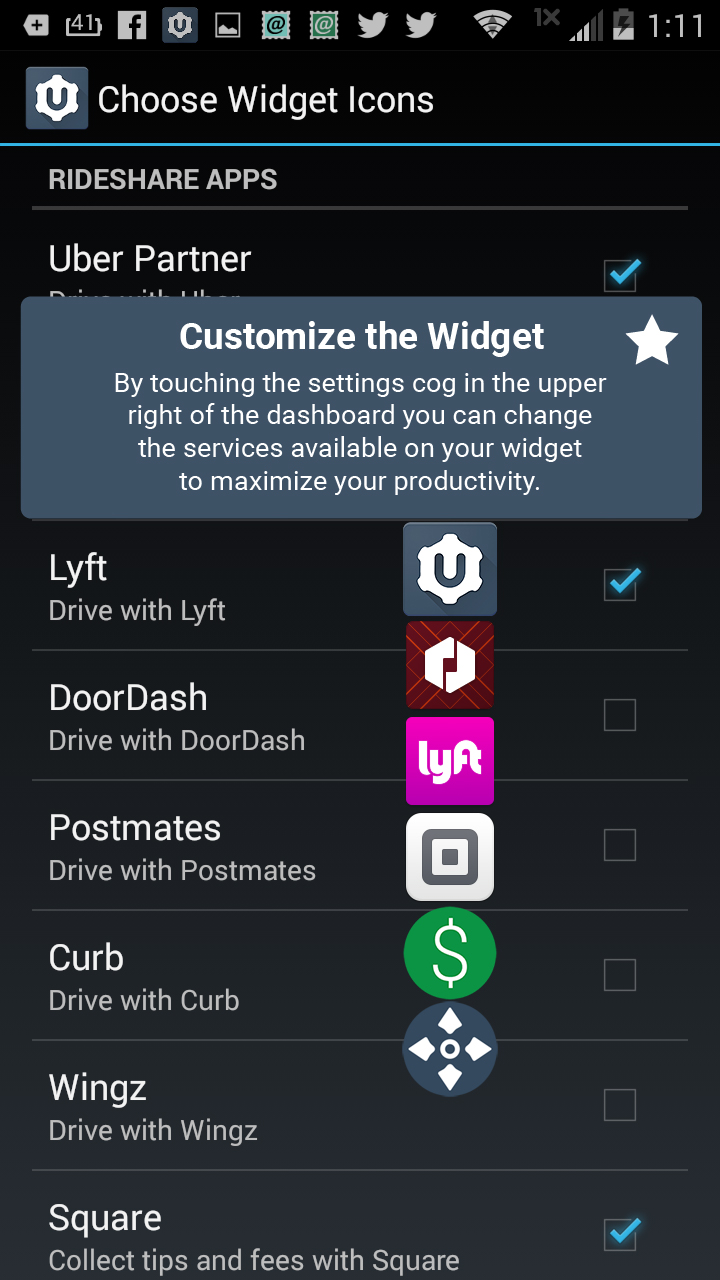 41
1X
1:11
Choose Widget Icons
RIDESHARE APPS
Uber Partner
Drive with Uber
Customize the Widget
By touching the settings cog in the upper
right of the dashboard you can change
the services available on your widget
to maximize your productivity.
Lyft
Drive with Lyft
DoorDash
Drive with DoorDash
lyft
Postmates
Drive with Postmates
$
Curb
Drive with Curb
Wingz
Drive with Wingz
Square
Collect tips and fees with Square